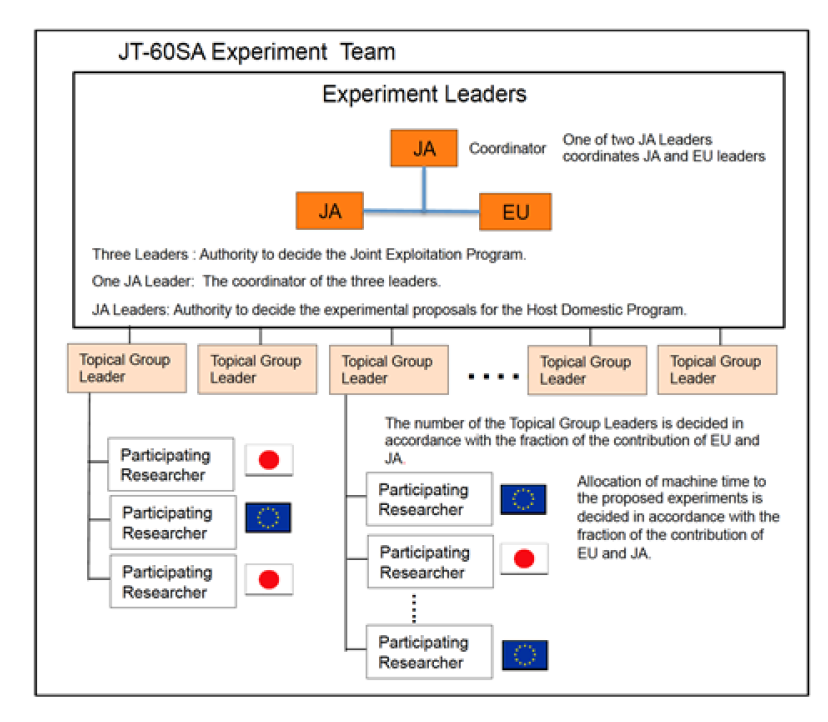 JT-60SA Experiment Team
Experiment Leaders
JA
Coordinator
One of two JA Leaders
coordinates JA and EU leaders
JA
EU
Three Leaders : Authority to decide the Joint Exploitation Program.
One JA Leader: The coordinator of the three leaders.
JA Leaders: Authority to decide the experimental proposals for the Host Domestic Program.
Topical Group
Leader
Topical Group
Leader
Topical Group
Leader
Topical Group
Leader
Topical Group
Leader
The number of the Topical Group Leaders is decided in
accordance with the fraction of the contribution of EU and
JA.
Participating
Researcher
Participating
Researcher
Participating
Researcher
Participating
Researcher
Participating
Researcher
Participating
Researcher
Allocation of machine time to
the proposed experiments is
decided in accordance with the
fraction of the contribution of
EU and JA.